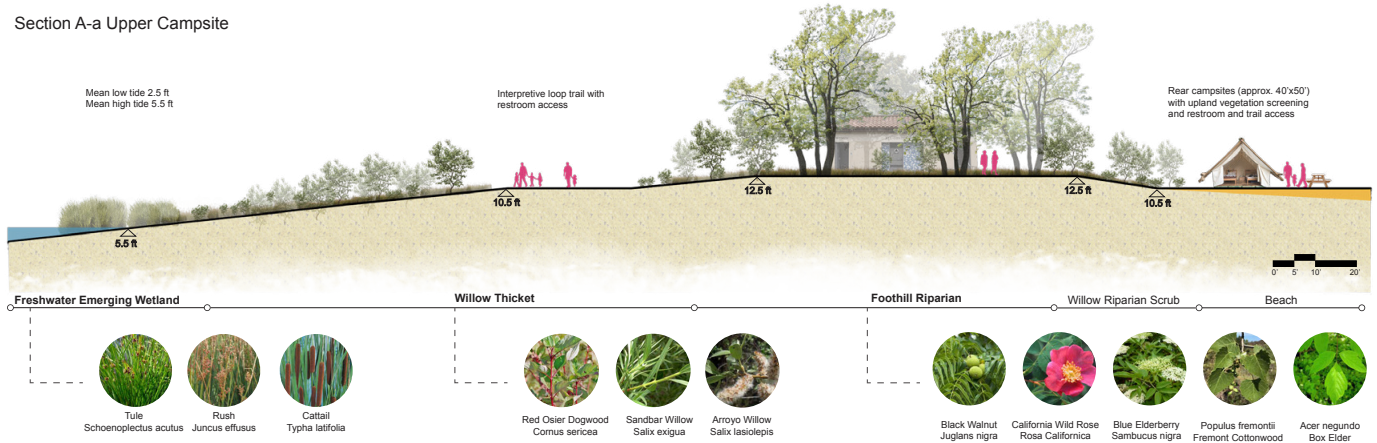 Section A-a Upper Campsite
Mean low tide 2.5 ft
Mean high tide 5.5 ft
Interpretive loop trail with
restroom access
Rear campsites (approx. 40'x50')
with upland vegetation screening
and restroom and trail access
5.5 ft
10.5 ft
12.5 ft
12.5 ft
10.5 ft
0' 5' 10' 20'
Freshwater Emerging Wetland
Willow Thicket
Foothill Riparian
Willow Riparian Scrub
Beach
Tule
Schoenoplectus acutus
Rush
Juncus effusus
Cattail
Typha latifolia
Red Osier Dogwood
Cornus sericea
Sandbar Willow
Salix exigua
Arroyo Willow
Salix lasiolepis
Black Walnut
Juglans nigra
California Wild Rose
Rosa Californica
Blue Elderberry
Sambucus nigra
Populus fremontii
Fremont Cottonwood
Acer negundo
Box Elder